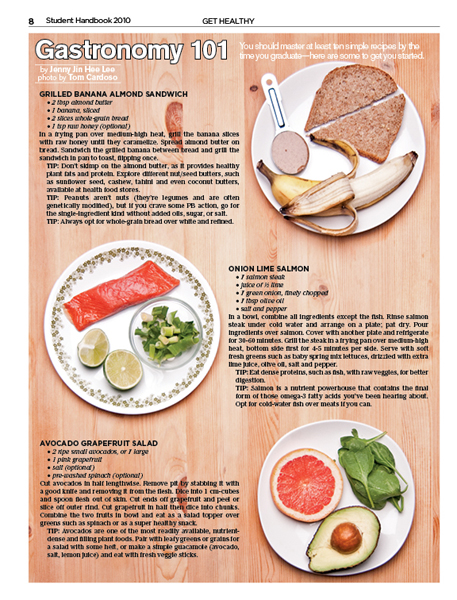 8 Student Handbook 2010 GET HEALTHY
Gastronomy 101
by Jenny Jin Hee Lee
photo by Tom Cardoso
You should master at least ten simple recipes by the
time you graduate—here are some to get you started.
GRILLED BANANA ALMOND SANDWICH
• 2 tbsp almond butter
• 1 banana, sliced
• 2 slices whole-grain bread
• 1 tsp raw honey (optional)
In a frying pan over medium-high heat, grill the banana slices
with raw honey until they caramelize. Spread almond butter on
bread. Sandwich the grilled banana between bread and grill the
sandwich in pan to toast, flipping once.
TIP: Don't skimp on the almond butter, as it provides healthy
plant fats and protein. Explore different nut/seed butters, such
as sunflower seed, cashew, tahini and even coconut butters,
available at health food stores.
TIP: Peanuts aren't nuts (they're legumes and are often
genetically modified), but if you crave some PB action, go for
the single-ingredient kind without added oils, sugar, or salt.
TIP: Always opt for whole-grain bread over white and refined.
ONION LIME SALMON
• 1 salmon steak
• juice of ½ lime
• 1 green onion, finely chopped
• 1 tbsp olive oil
• salt and pepper
In a bowl, combine all ingredients except the fish. Rinse salmon
steak under cold water and arrange on a plate; pat dry. Pour
ingredients over salmon. Cover with another plate and refrigerate
for 30-60 minutes. Grill the steak in a frying pan over medium-high
heat, bottom side first for 4-5 minutes per side. Serve with soft
fresh greens such as baby spring mix lettuces, drizzled with extra
lime juice, olive oil, salt and pepper.
TIP: Eat dense proteins, such as fish, with raw veggies, for better
digestion.
TIP: Salmon is a nutrient powerhouse that contains the final
form of those omega-3 fatty acids you've been hearing about.
Opt for cold-water fish over meats if you can.
AVOCADO GRAPEFRUIT SALAD
• 2 ripe small avocados, or 1 large
• 1 pink grapefruit
• salt (optional)
• pre-washed spinach (optional)
Cut avocados in half lengthwise. Remove pit by stabbing it with
a good knife and removing it from the flesh. Dice into 1 cm-cubes
and spoon flesh out of skin. Cut ends off grapefruit and peel or
slice off outer rind. Cut grapefruit in half then dice into chunks.
Combine the two fruits in bowl and eat as a salad topper over
greens such as spinach or as a super healthy snack.
TIP: Avocados are one of the most readily available, nutrient-
dense and filling plant foods. Pair with leafy greens or grains for
a salad with some heft, or make a simple guacamole (avocado,
salt, lemon juice) and eat with fresh veggie sticks.